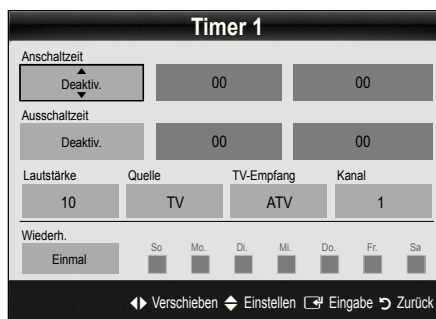 Timer 1
Anschaltzeit
Deaktiv. 00 00
Ausschaltzeit
Deaktiv. 00 00
Lautstärke Quelle TV-Empfang Kanal
10 TV ATV 1
Wiederh.
Einmal So Mo. Di. Mi. Do. Fr. Sa
Verschieben Einstellen Eingabe Zurück